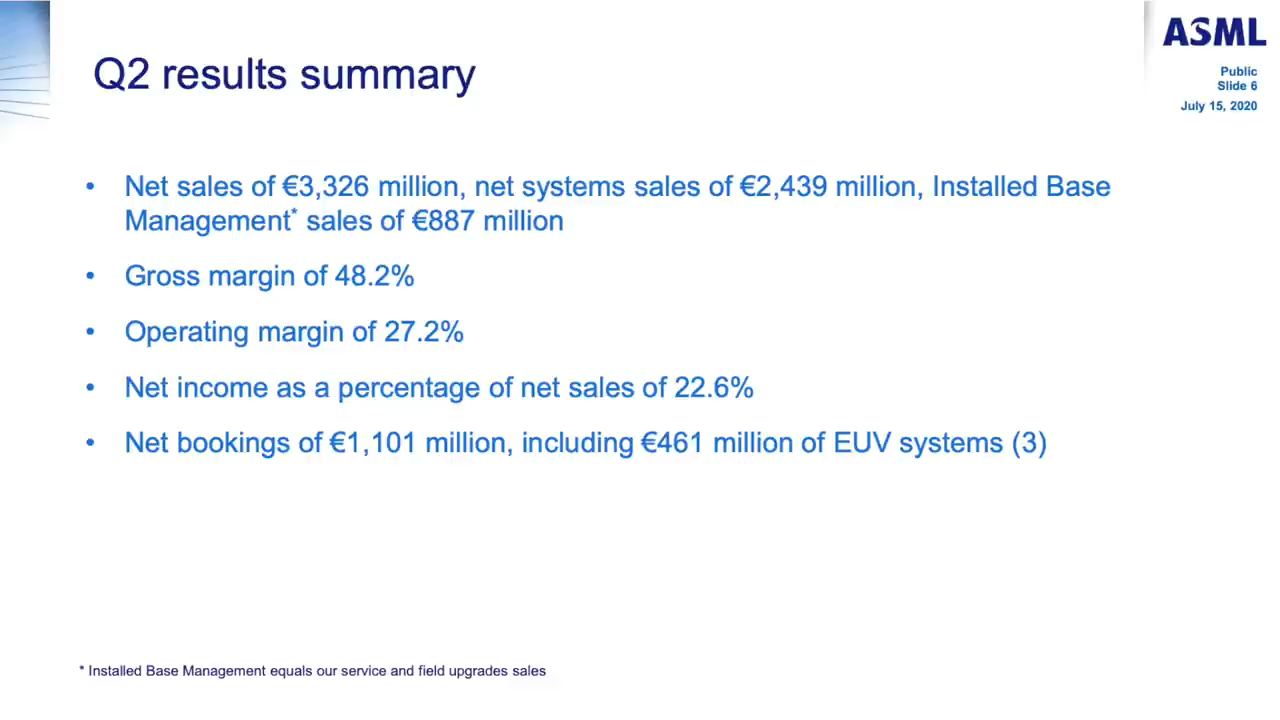 ASML
Public
Slide 6
July 15, 2020
Q2 results summary
• Net sales of €3,326 million, net systems sales of €2,439 million, Installed Base
Management* sales of €887 million
• Gross margin of 48.2%
• Operating margin of 27.2%
• Net income as a percentage of net sales of 22.6%
• Net bookings of €1,101 million, including €461 million of EUV systems (3)
* Installed Base Management equals our service and field upgrades sales